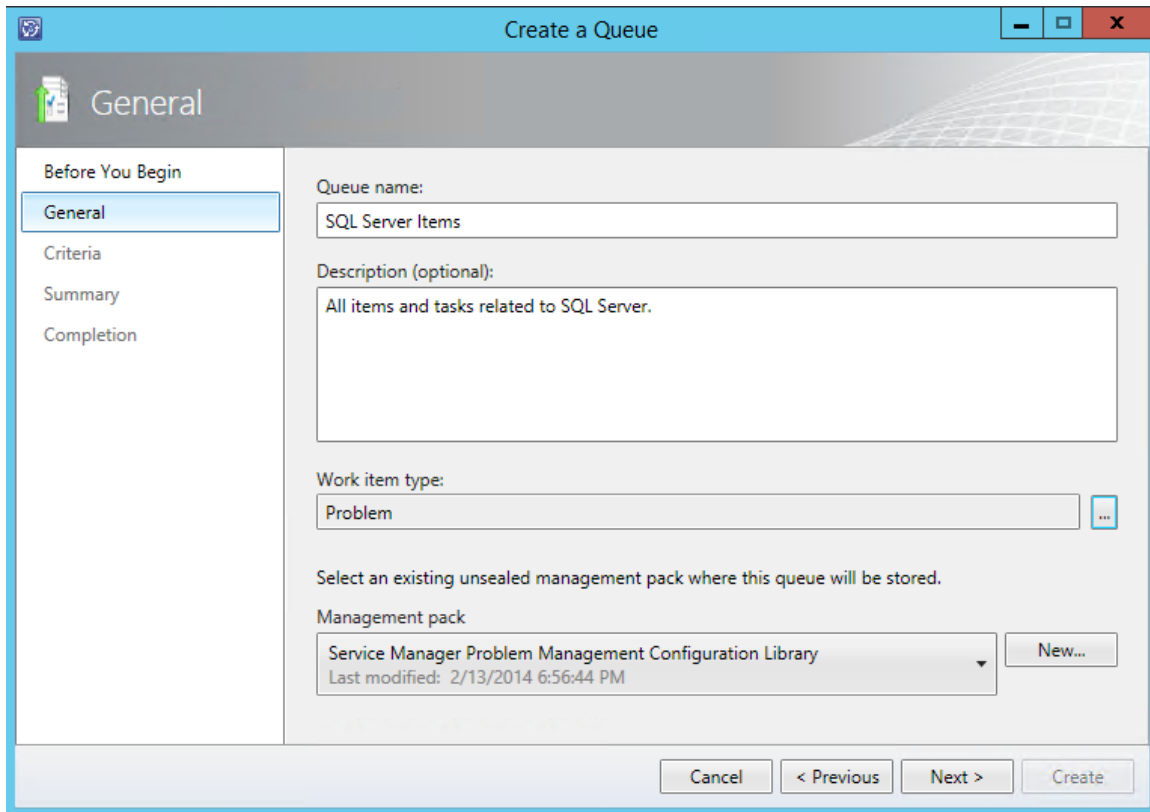 Create a Queue
General
Before You Begin
General
Criteria
Summary
Completion
Queue name:
SQL Server Items
Description (optional):
All items and tasks related to SQL Server.
Work item type:
Problem
...
Select an existing unsealed management pack where this queue will be stored.
Management pack
Service Manager Problem Management Configuration Library
Last modified: 2/13/2014 6:56:44 PM
New...
Cancel
< Previous
Next >
Create